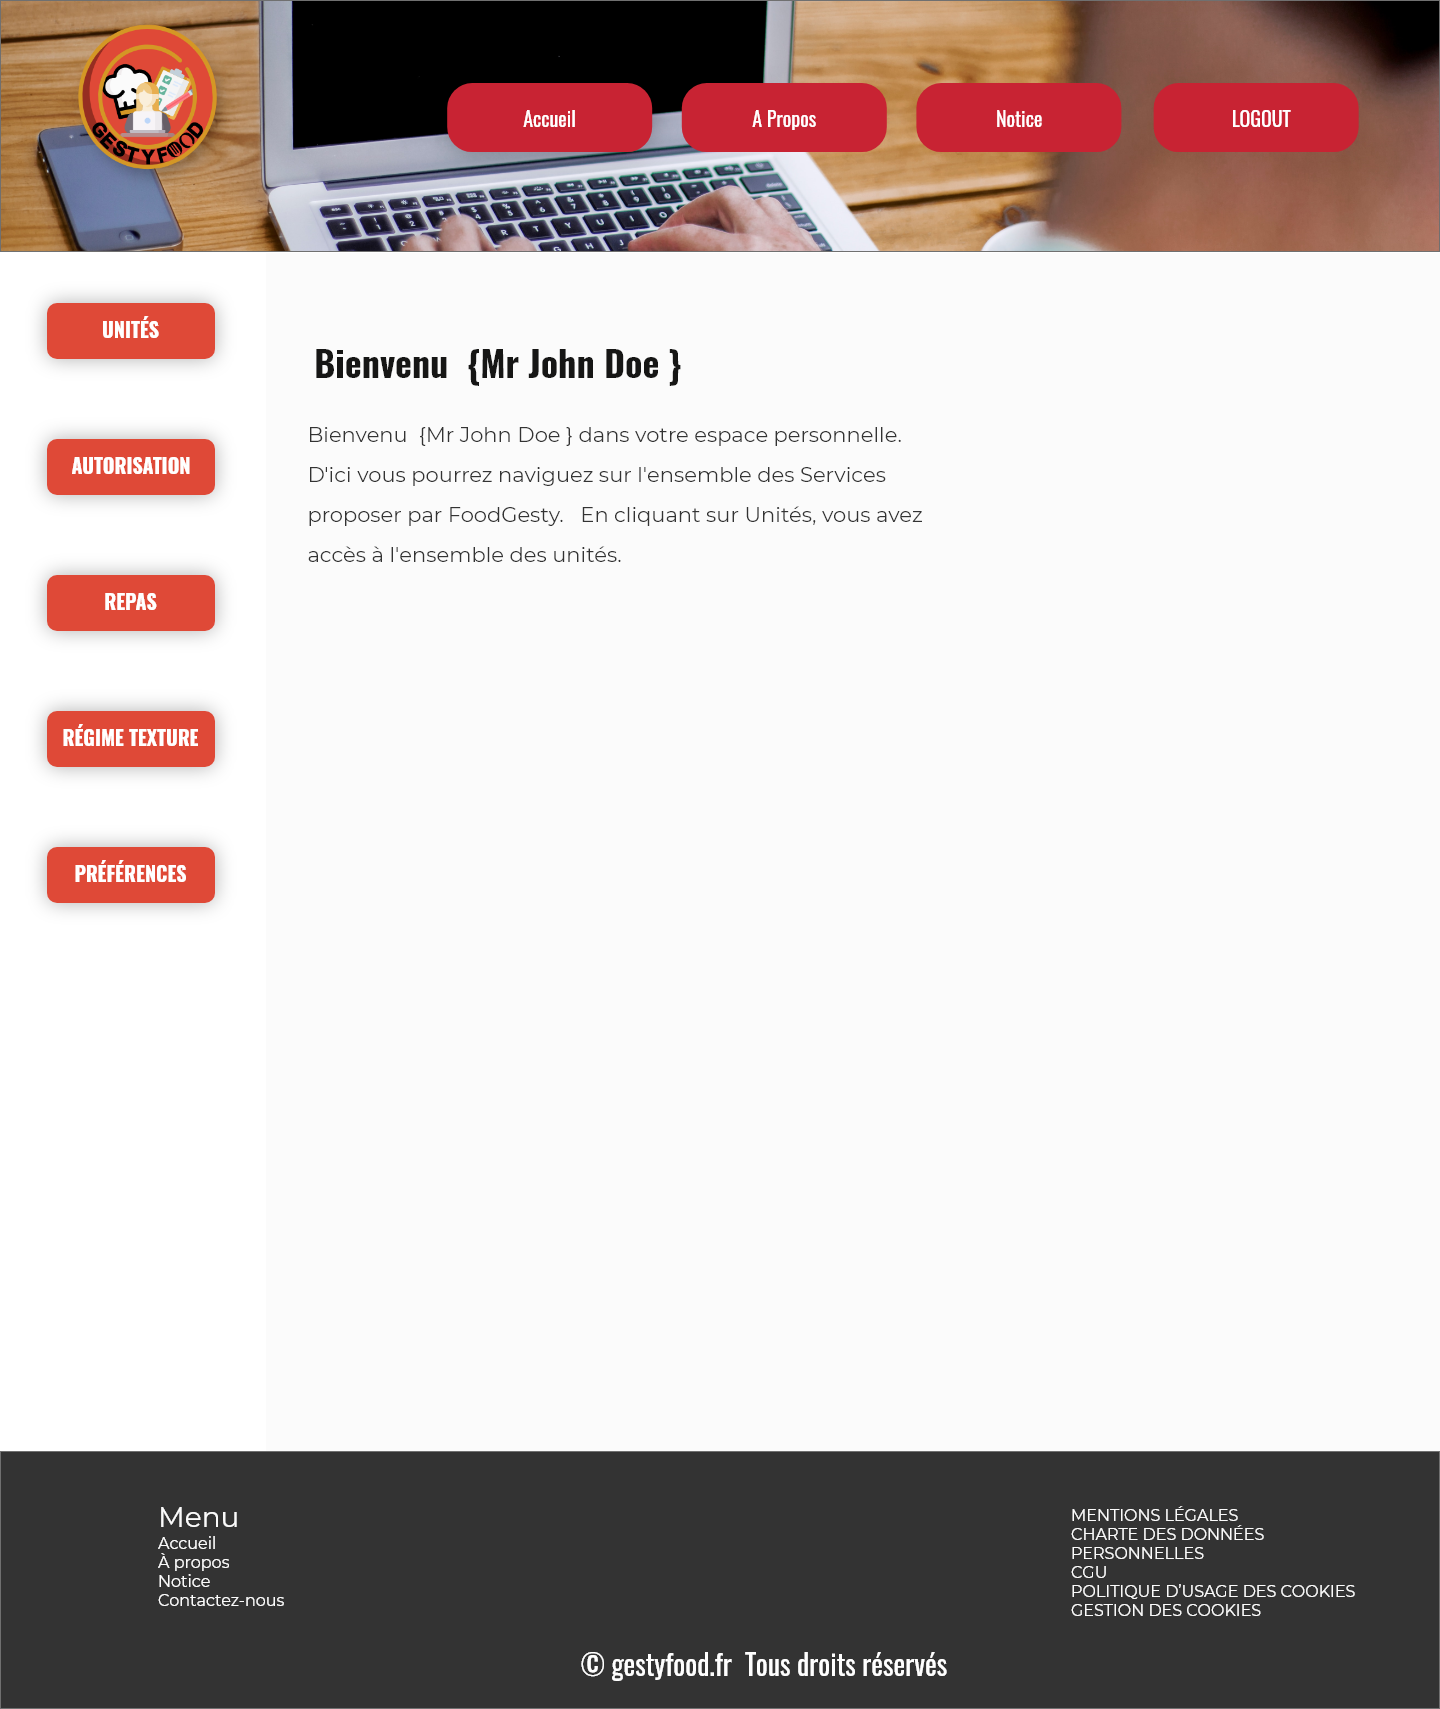 GESTYFOOD
Accueil
A Propos
Notice
LOGOUT
UNITÉS
AUTORISATION
REPAS
RÉGIME TEXTURE
PRÉFÉRENCES
Bienvenu  {Mr John Doe }
Bienvenu  {Mr John Doe } dans votre espace personnelle.
D'ici vous pourrez naviguez sur l'ensemble des Services
proposer par FoodGesty.   En cliquant sur Unités, vous avez
accès à l'ensemble des unités.
Menu
Accueil
À propos
Notice
Contactez-nous
MENTIONS LÉGALES
CHARTE DES DONNÉES
PERSONNELLES
CGU
POLITIQUE D’USAGE DES COOKIES
GESTION DES COOKIES
© gestyfood.fr  Tous droits réservés